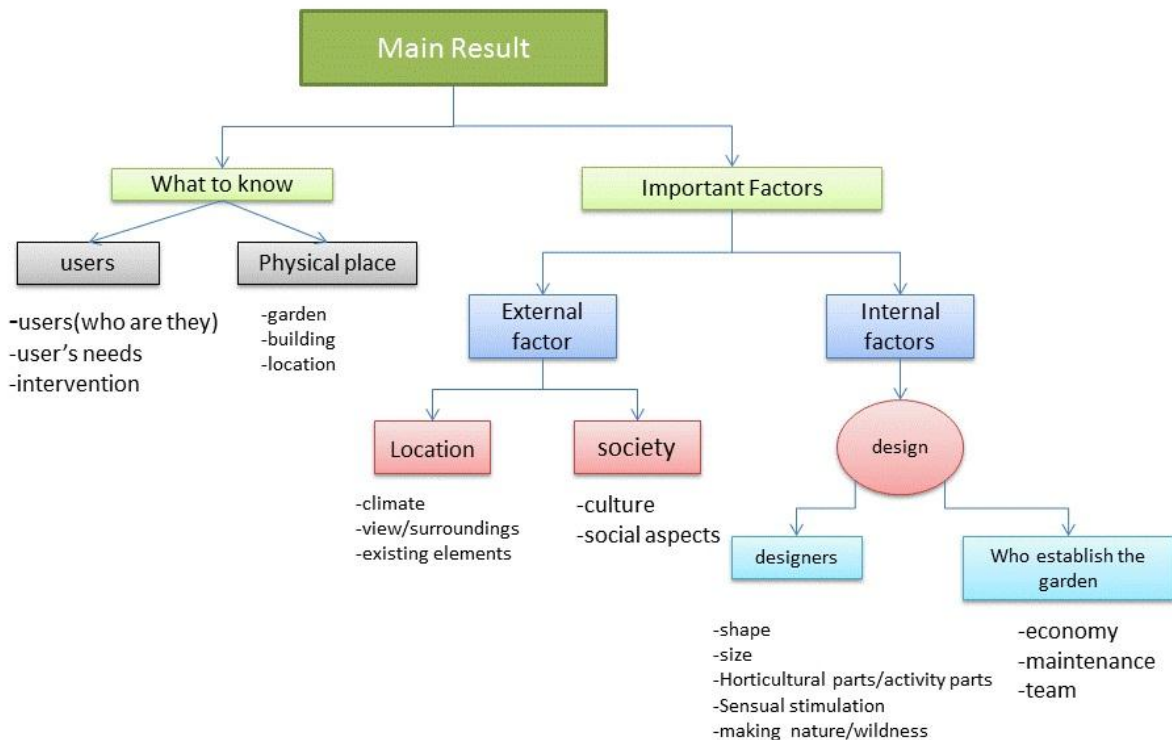 Main Result
What to know
Important Factors
users
Physical place
-users(who are they)
-user's needs
-intervention
-garden
-building
-location
External
factor
Internal
factors
Location
society
design
-climate
-view/surroundings
-existing elements
-culture
-social aspects
designers
Who establish the
garden
-shape
-size
-Horticultural parts/activity parts
-Sensual stimulation
-making nature/wildness
-economy
-maintenance
-team